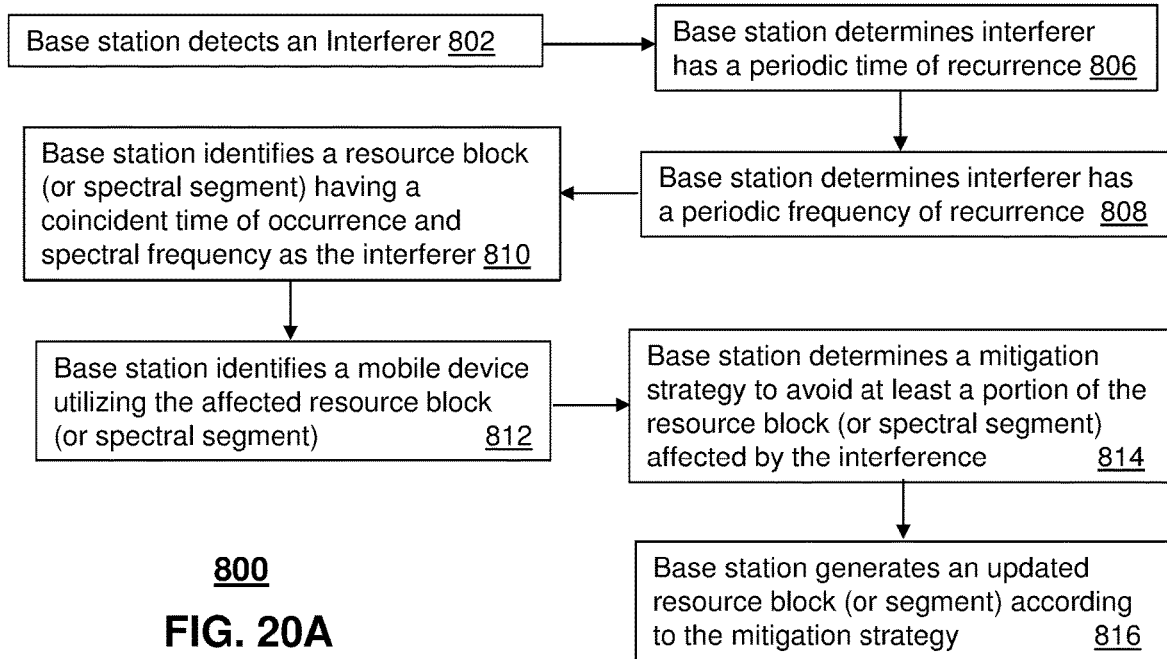 Base station detects an Interferer 802
Base station determines interferer
has a periodic time of recurrence 806
Base station determines interferer has
a periodic frequency of recurrence 808
Base station identifies a resource block
(or spectral segment) having a
coincident time of occurrence and
spectral frequency as the interferer 810
Base station identifies a mobile device
utilizing the affected resource block
(or spectral segment) 812
Base station determines a mitigation
strategy to avoid at least a portion of the
resource block (or spectral segment)
affected by the interference 814
Base station generates an updated
resource block (or segment) according
to the mitigation strategy 816
800
FIG. 20A